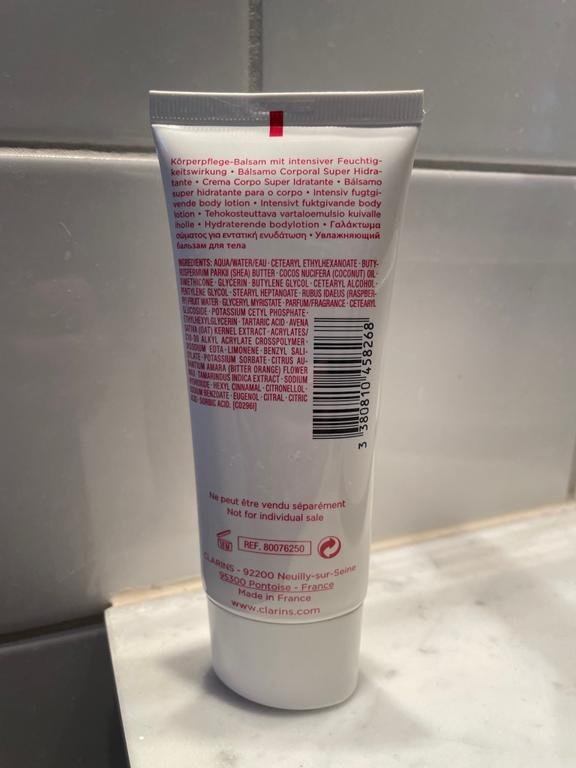 Körperpflege-Balsam mit intensiver Feuchtig-
keitswirkung • Bálsamo Corporal Super Hidra-
tante • Crema Corpo Super Idratante • Bálsamo
super hidratante para o corpo • Intensiv fugtgi-
vende body lotion • Intensivt fuktgivande body
lotion • Tehokosteuttava vartaloemulsio kuivalle
iholle • Hydraterende bodylotion • Γαλάκτωμα
σώματος για εντατική ενυδάτωση • Увлажняющий
бальзам для тела
INGREDIENTS: AQUA/WATER/EAU · CETEARYL ETHYLHEXANOATE · BUTY-
ROSPERMUM PARKII (SHEA) BUTTER · COCOS NUCIFERA (COCONUT) OIL ·
DIMETHICONE · GLYCERIN · BUTYLENE GLYCOL · CETEARYL ALCOHOL ·
PENTYLENE GLYCOL · STEARYL HEPTANOATE · RUBUS IDAEUS (RASPBER-
RY) FRUIT WATER · GLYCERYL MYRISTATE · PARFUM/FRAGRANCE · CETEARYL
GLUCOSIDE · POTASSIUM CETYL PHOSPHATE ·
ETHYLHEXYLGLYCERIN · TARTARIC ACID · AVENA
SATIVA (OAT) KERNEL EXTRACT · ACRYLATES/
C10-30 ALKYL ACRYLATE CROSSPOLYMER ·
DISODIUM EDTA · LIMONENE · BENZYL SALI-
CYLATE · POTASSIUM SORBATE · CITRUS AU-
RANTIUM AMARA (BITTER ORANGE) FLOWER
WAX · TAMARINDUS INDICA EXTRACT · SODIUM
HYDROXIDE · HEXYL CINNAMAL · CITRONELLOL ·
SODIUM BENZOATE · EUGENOL · CITRAL · CITRIC
ACID · SORBIC ACID. [C0296I]
3 380810 458268
Ne peut être vendu séparément
Not for individual sale
18M REF. 80076250
CLARINS - 92200 Neuilly-sur-Seine
95300 Pontoise - France
Made in France
www.clarins.com